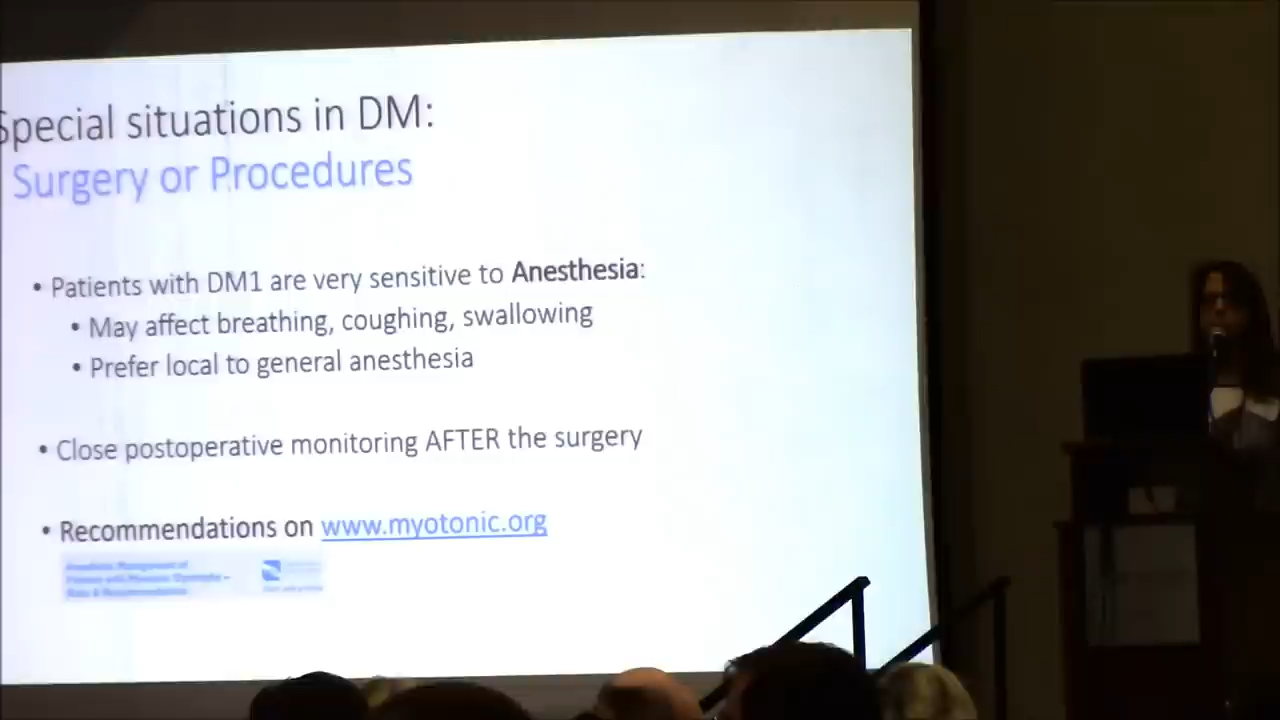 Special situations in DM:
Surgery or Procedures
• Patients with DM1 are very sensitive to Anesthesia:
• May affect breathing, coughing, swallowing
• Prefer local to general anesthesia
• Close postoperative monitoring AFTER the surgery
• Recommendations on www.myotonic.org